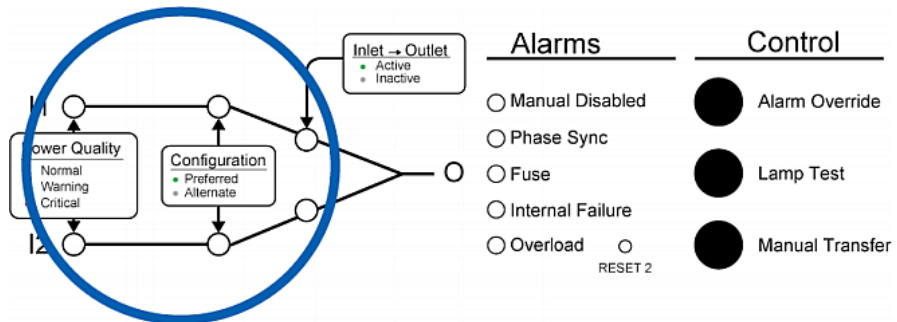 Inlet → Outlet
Active
Inactive
I1
Power Quality
Normal
Warning
Critical
Configuration
Preferred
Alternate
I2
O
Alarms
Manual Disabled
Phase Sync
Fuse
Internal Failure
Overload
RESET 2
Control
Alarm Override
Lamp Test
Manual Transfer